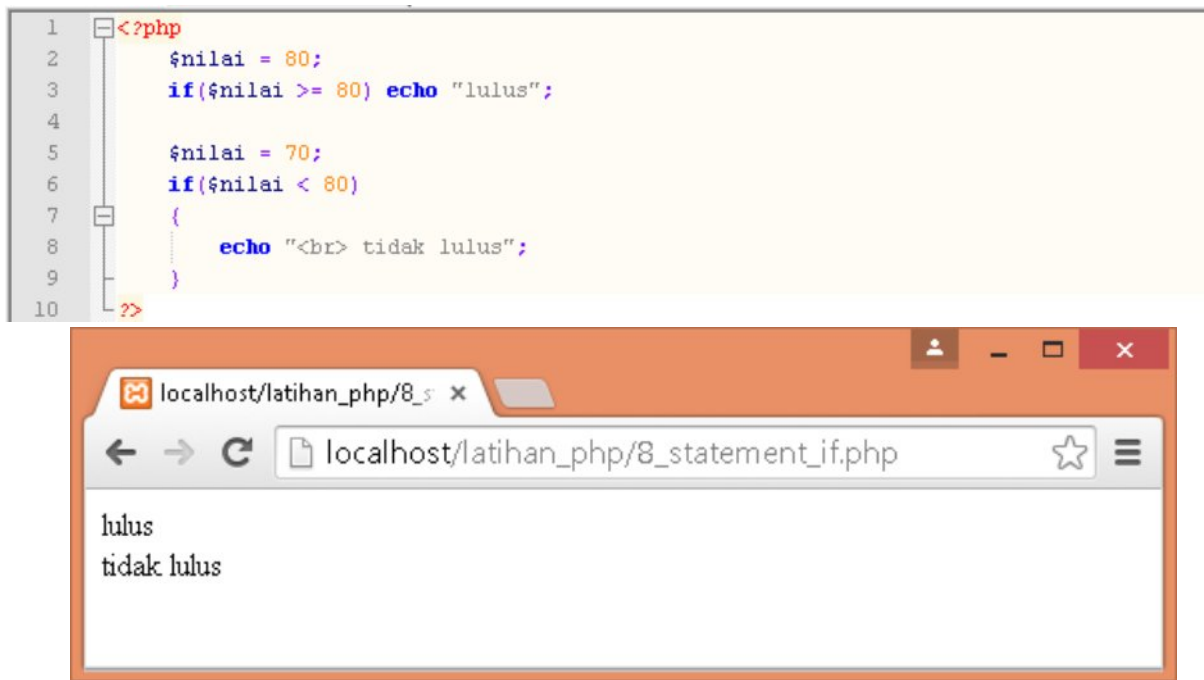 1 <?php
2 $nilai = 80;
3 if($nilai >= 80) echo "lulus";
4
5 $nilai = 70;
6 if($nilai < 80)
7 {
8 echo "<br> tidak lulus";
9 }
10 ?>
localhost/latihan_php/8_s
localhost/latihan_php/8_statement_if.php
lulus
tidak lulus